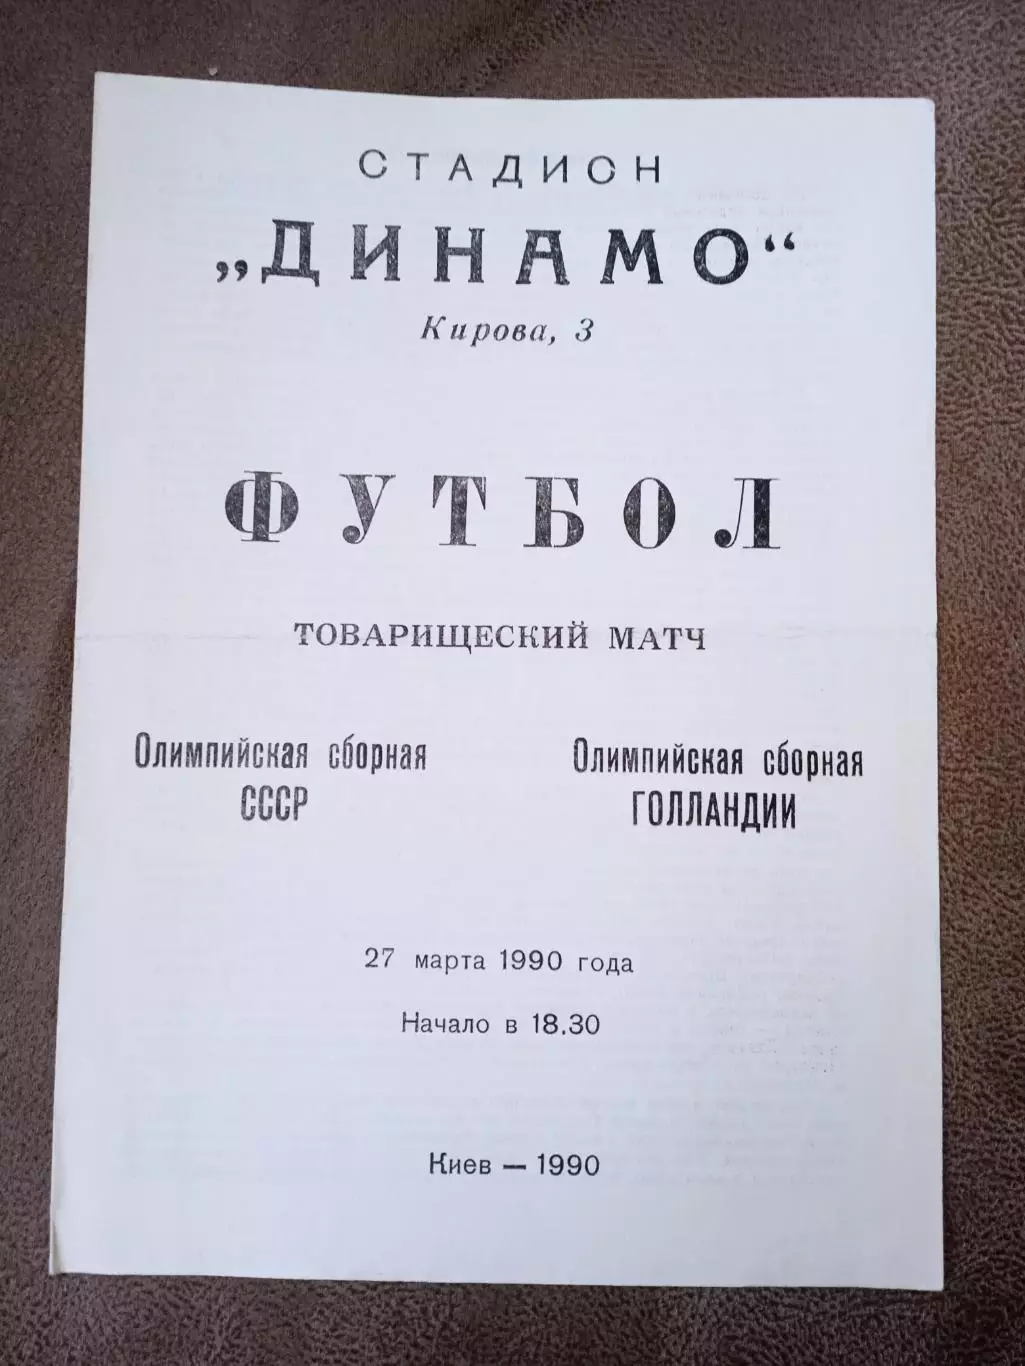 СТАДИОН
„ДИНАМО“
Кирова, 3
ФУТБОЛ
ТОВАРИЩЕСКИЙ МАТЧ
Олимпийская сборная СССР
Олимпийская сборная ГОЛЛАНДИИ
27 марта 1990 года
Начало в 18.30
Киев — 1990